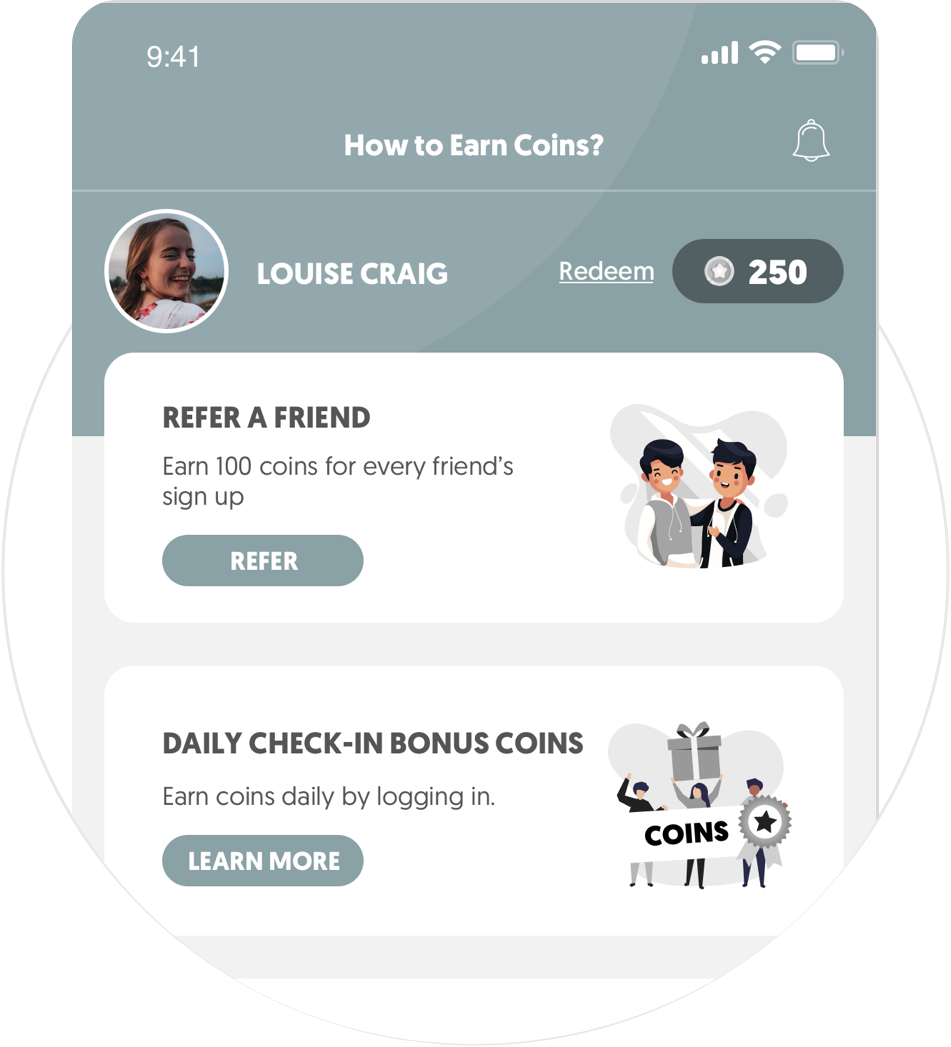 9:41
How to Earn Coins?
LOUISE CRAIG
Redeem
250
REFER A FRIEND
Earn 100 coins for every friend’s
sign up
REFER
DAILY CHECK-IN BONUS COINS
Earn coins daily by logging in.
COINS
LEARN MORE